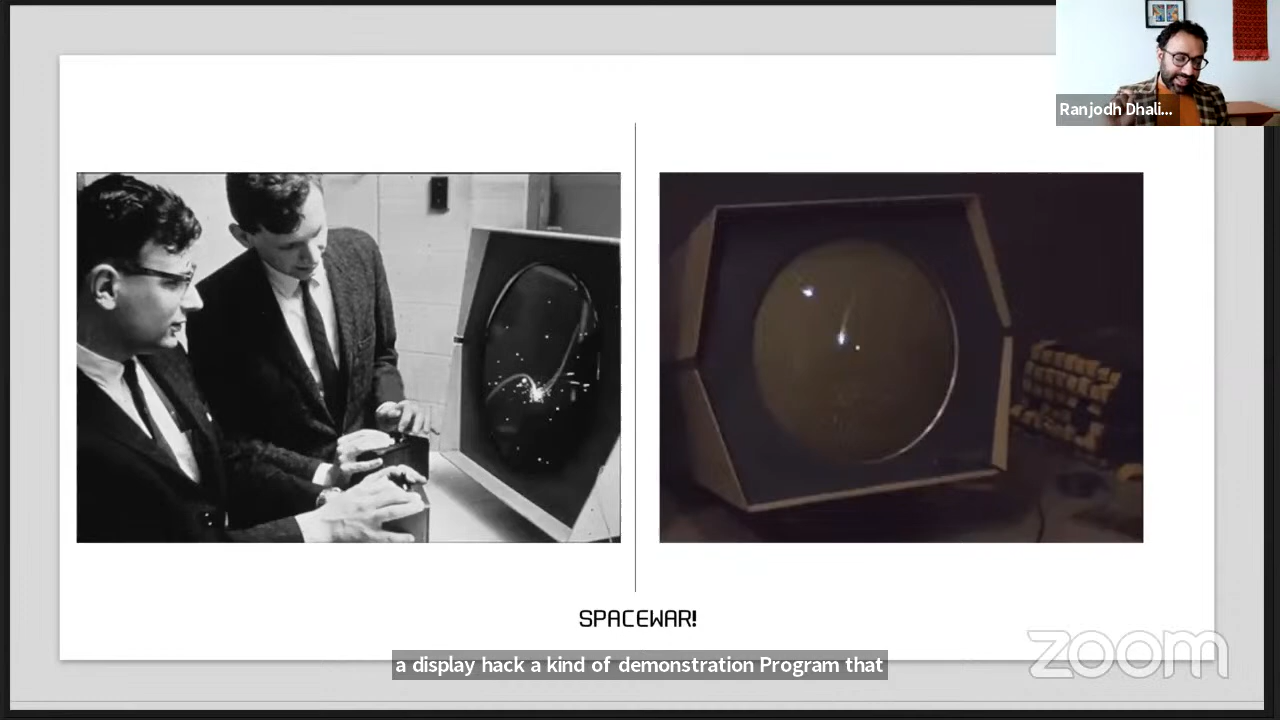 Ranjodh Dhali...
SPACEWAR!
a display hack a kind of demonstration Program that
zoom